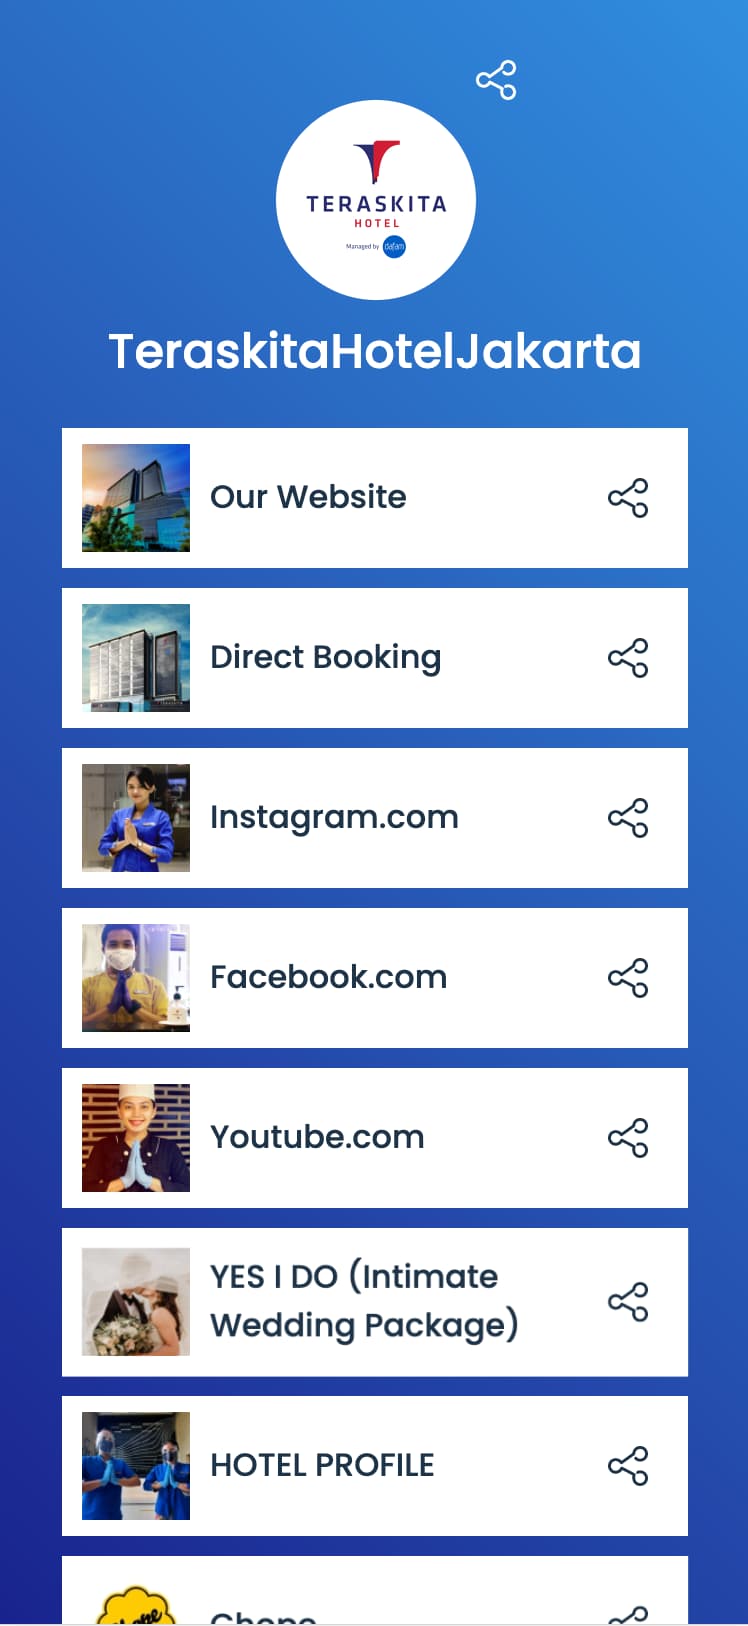 TERASKITA
HOTEL
Managed by dafam
TeraskitaHotelJakarta
Our Website
Direct Booking
Instagram.com
Facebook.com
Youtube.com
YES I DO (Intimate
Wedding Package)
HOTEL PROFILE